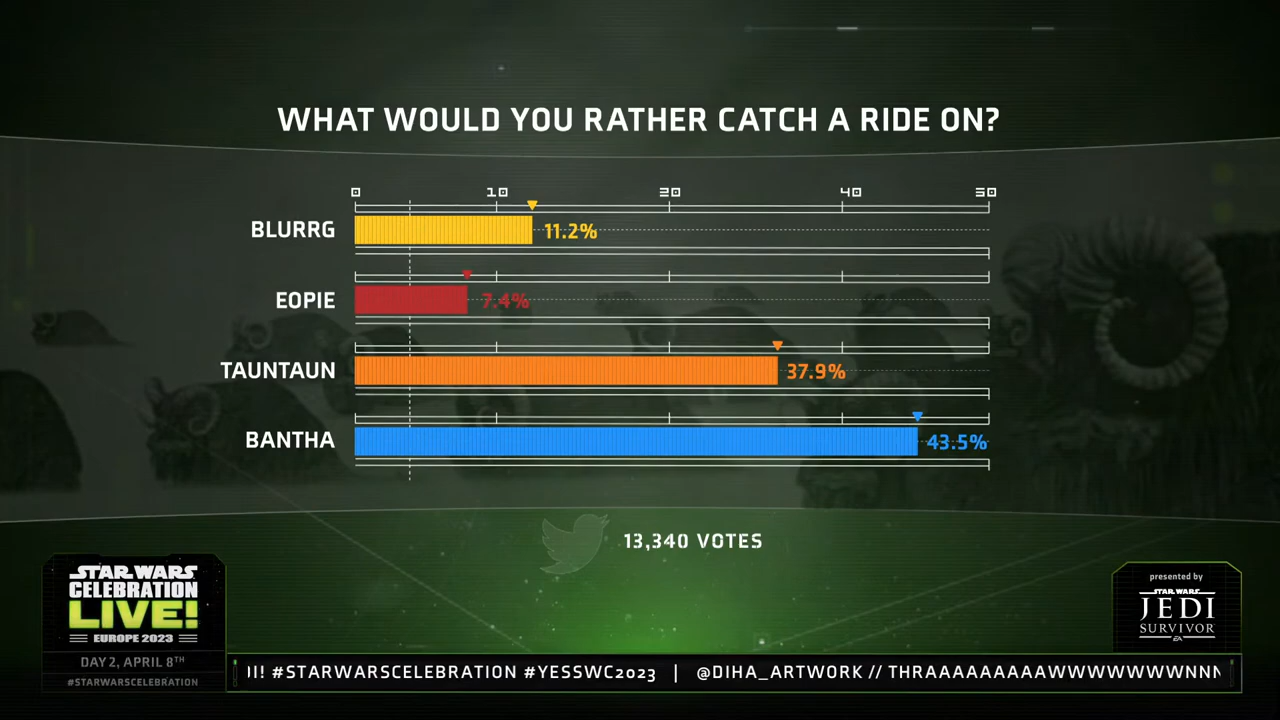 WHAT WOULD YOU RATHER CATCH A RIDE ON?
0 10 20 40 50
BLURRG 11.2%
EOPIE 7.4%
TAUNTAUN 37.9%
BANTHA 43.5%
13,340 VOTES
STAR WARS
CELEBRATION
LIVE!
EUROPE 2023
DAY 2, APRIL 8TH
#STARWARSCELEBRATION
presented by
STAR WARS
JEDI
SURVIVOR
EA
!! #STARWARSCELEBRATION #YESSWC2023 | @DIHA_ARTWORK // THRAAAAAAAAAWWWWWWWNNN